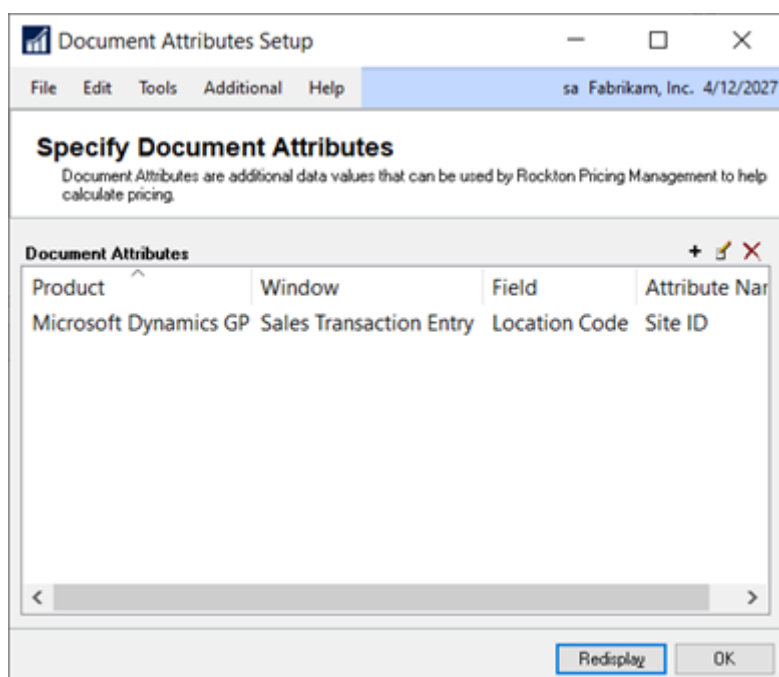 Document Attributes Setup
File Edit Tools Additional Help sa Fabrikam, Inc. 4/12/2027
Specify Document Attributes
Document Attributes are additional data values that can be used by Rockton Pricing Management to help
calculate pricing.
Document Attributes
Product Window Field Attribute Nar
Microsoft Dynamics GP Sales Transaction Entry Location Code Site ID
Redisplay OK